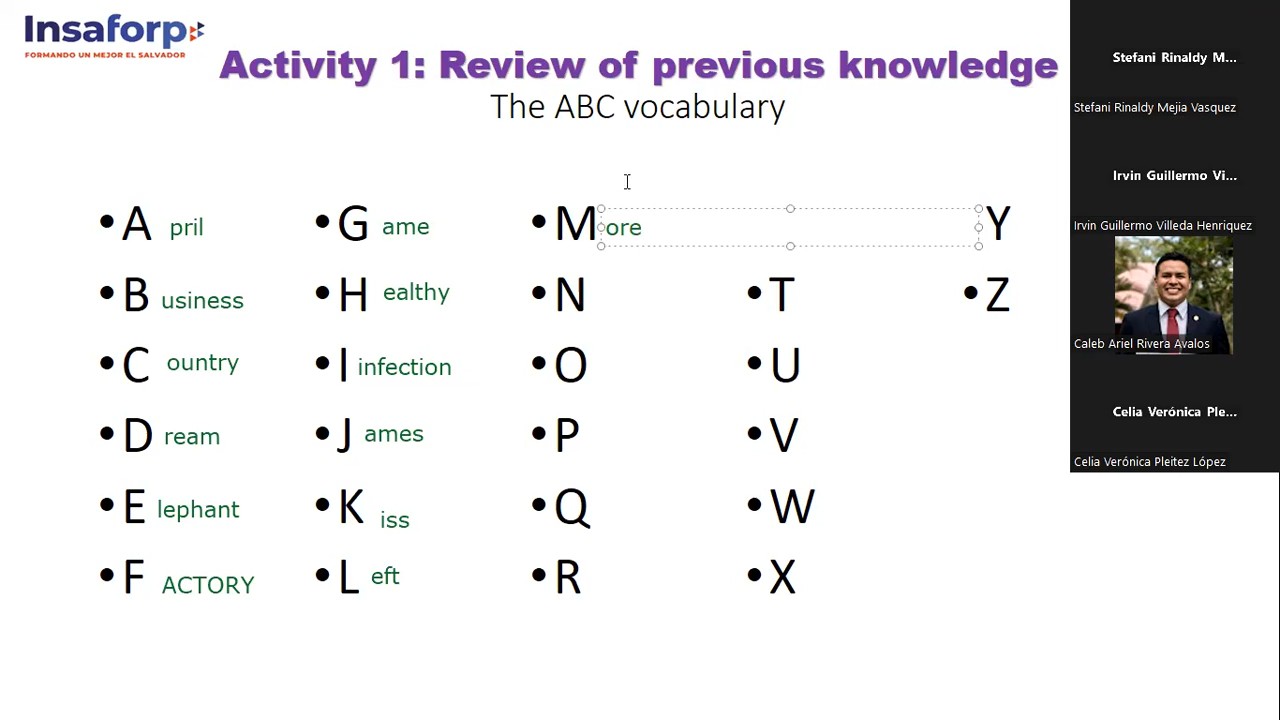 Insaforp
FORMANDO UN MEJOR EL SALVADOR
Activity 1: Review of previous knowledge
The ABC vocabulary
• A pril
• B usiness
• C ountry
• D ream
• E lephant
• F ACTORY
• G ame
• H ealthy
• I infection
• J ames
• K iss
• L eft
• M ore
• N
• O
• P
• Q
• R
• T
• U
• V
• W
• X
Y
• Z
Stefani Rinaldy M...
Stefani Rinaldy Mejia Vasquez
Irvin Guillermo Vi...
Irvin Guillermo Villeda Henriquez
Caleb Ariel Rivera Avalos
Celia Verónica Ple...
Celia Verónica Pleitez López